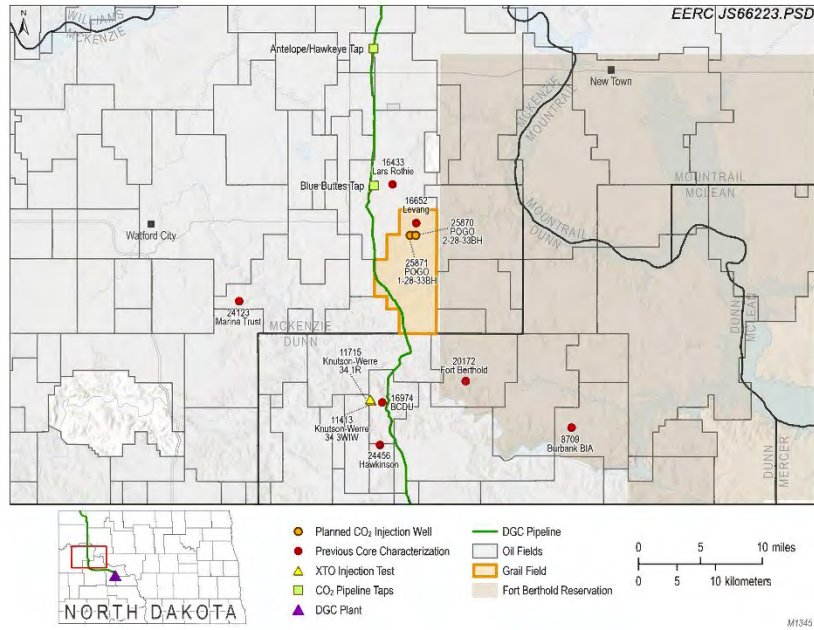 EERC JS66223.PSD
WILLIAMS
MCKENZIE
N
Antelope/Hawkeye Tap
New Town
MCKENZIE
MOUNTRAIL
16433
Lars Rothie
Blue Buttes Tap
MOUNTRAIL
MCLEAN
16652
Levang
MOUNTRAIL
DUNN
Watford City
25870
POGO
2-28-33BH
25871
POGO
1-28-33BH
24123
Marina Trust
MCKENZIE
DUNN
DUNN
MCLEAN
11715
Knutson-Werre
34 1R
20172
Fort Berthold
16974
BCDU
11413
Knutson-Werre
34 3WIW
8709
Burbank BIA
24456
Hawkinson
DUNN
MERCER
NORTH DAKOTA
Planned CO₂ Injection Well
Previous Core Characterization
XTO Injection Test
CO₂ Pipeline Taps
DGC Plant
DGC Pipeline
Oil Fields
Grail Field
Fort Berthold Reservation
0 5 10 miles
0 5 10 kilometers
M1345